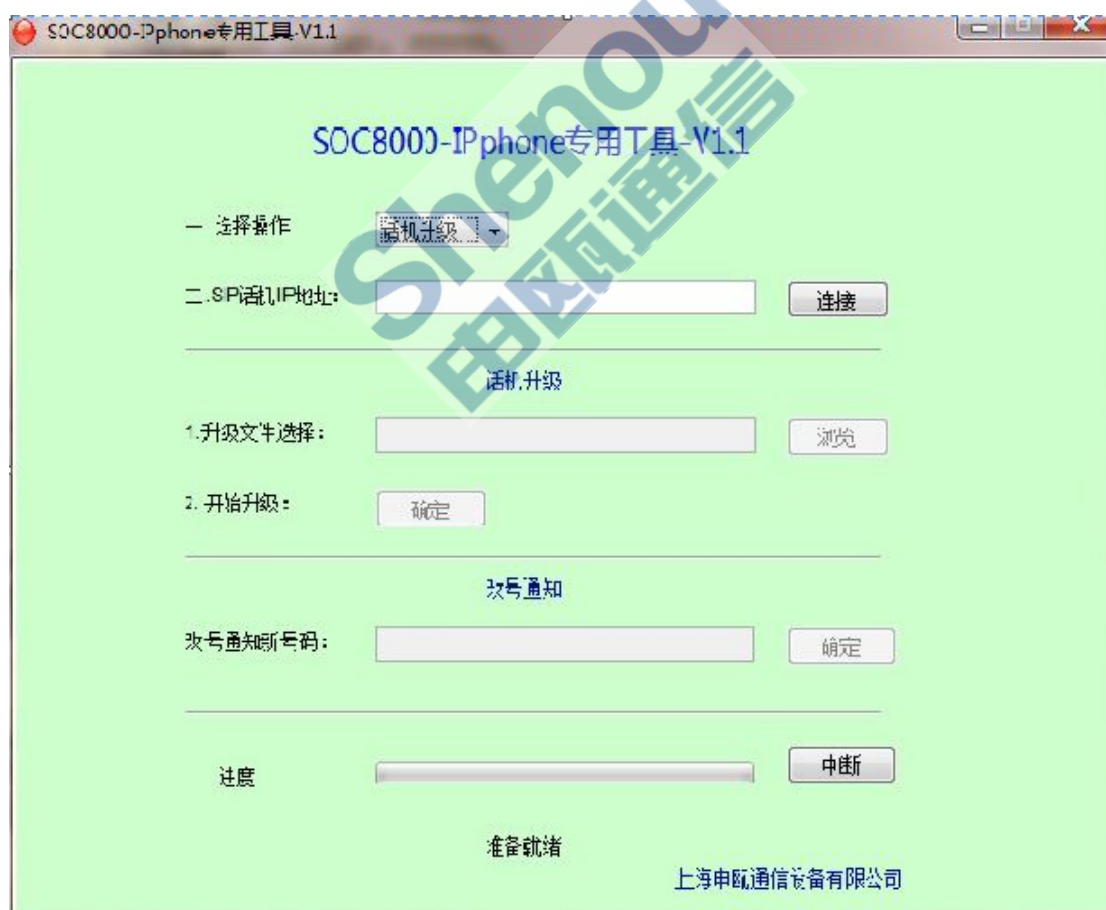 SOC8000-IPphone专用工具-V1.1
SOC8000-IPphone专用工具-V1.1
一 选择操作
话机升级
二.SIP话机IP地址:
连接
话机升级
1.升级文件选择:
浏览
2. 开始升级:
确定
改号通知
改号通知新号码:
确定
进度
中断
准备就绪
上海申瓯通信设备有限公司
Shenou
申瓯通信